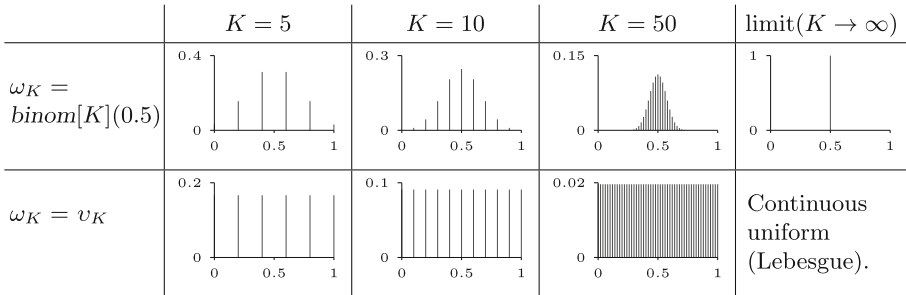 K = 5 K = 10 K = 50 limit(K → ∞)
ω_K =
binom[K](0.5)
0.4
0
0 0.5 1
0.3
0
0 0.5 1
0.15
0
0 0.5 1
1
0
0 0.5 1
ω_K = υ_K
0.2
0
0 0.5 1
0.1
0
0 0.5 1
0.02
0
0 0.5 1
Continuous
uniform
(Lebesgue).